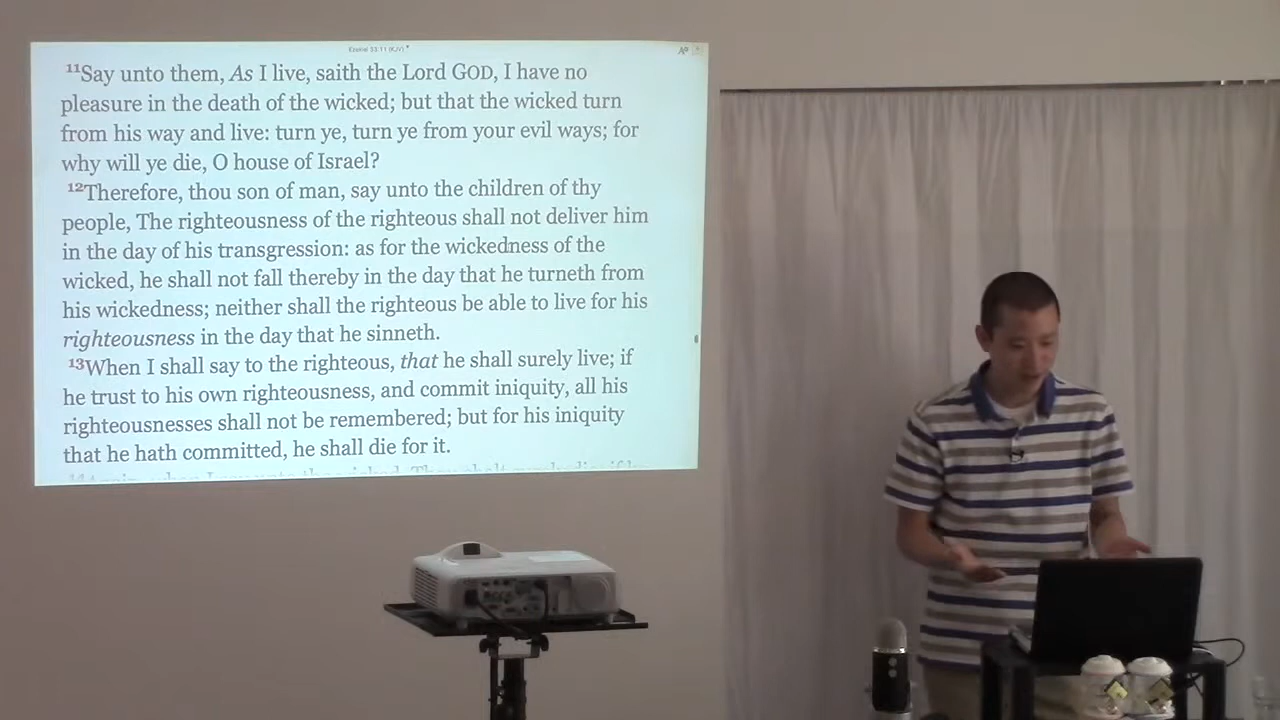 Ezekiel 33:11 (KJV)
¹¹Say unto them, As I live, saith the Lord GOD, I have no
pleasure in the death of the wicked; but that the wicked turn
from his way and live: turn ye, turn ye from your evil ways; for
why will ye die, O house of Israel?
¹²Therefore, thou son of man, say unto the children of thy
people, The righteousness of the righteous shall not deliver him
in the day of his transgression: as for the wickedness of the
wicked, he shall not fall thereby in the day that he turneth from
his wickedness; neither shall the righteous be able to live for his
righteousness in the day that he sinneth.
¹³When I shall say to the righteous, that he shall surely live; if
he trust to his own righteousness, and commit iniquity, all his
righteousnesses shall not be remembered; but for his iniquity
that he hath committed, he shall die for it.